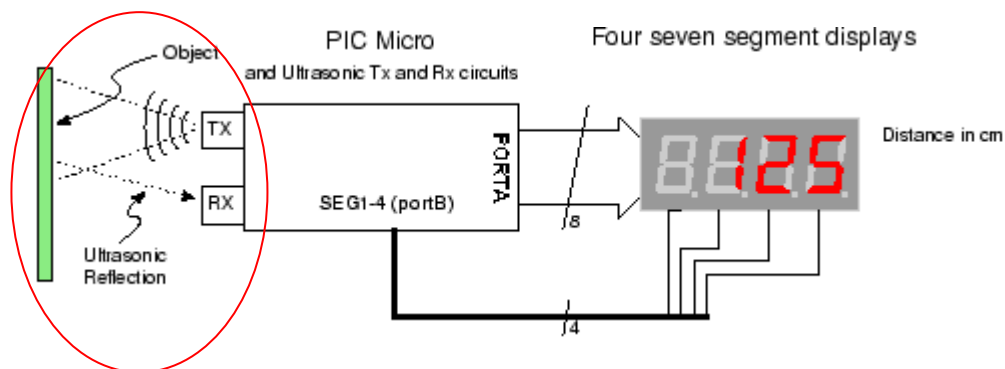 PIC Micro
and Ultrasonic Tx and Rx circuits
Four seven segment displays
Object
TX
RX
PORTA
SEG1-4 (portB)
8
125
Distance in cm
Ultrasonic
Reflection
4